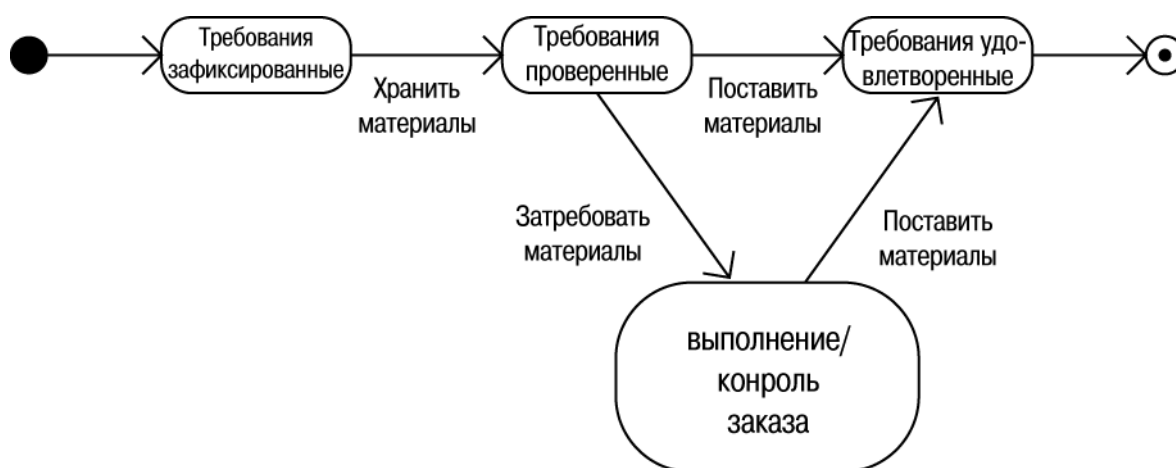 Требования
зафиксированные
Хранить
материалы
Требования
проверенные
Поставить
материалы
Требования удо-
влетворенные
Затребовать
материалы
Поставить
материалы
выполнение/
конроль
заказа